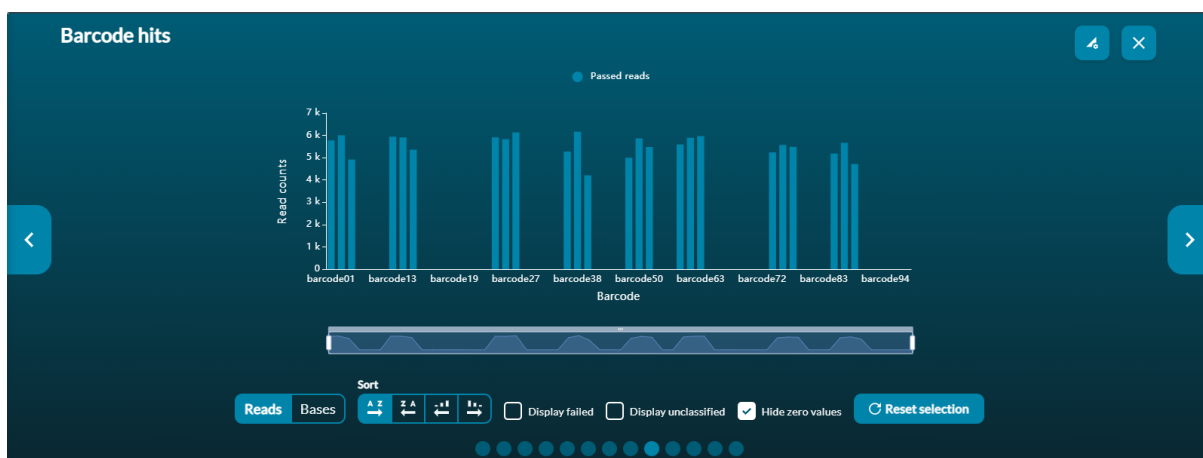 Barcode hits
Passed reads
7 k
6 k
5 k
4 k
3 k
2 k
1 k
0
Read counts
barcode01 barcode13 barcode19 barcode27 barcode38 barcode50 barcode63 barcode72 barcode83 barcode94
Barcode
Sort
Reads Bases A Z Z A Display failed Display unclassified Hide zero values Reset selection